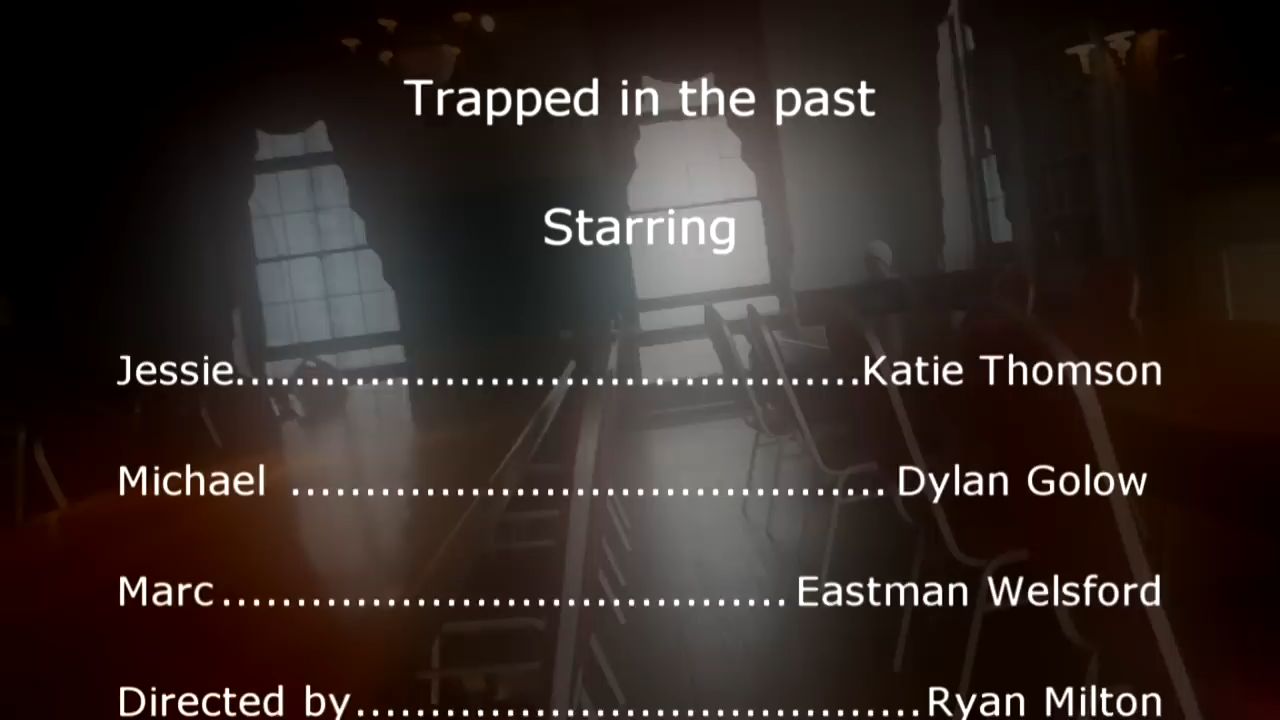 Trapped in the past
Starring
Jessie..........................................Katie Thomson
Michael ........................................ Dylan Golow
Marc...................................... Eastman Welsford
Directed by......................................Ryan Milton